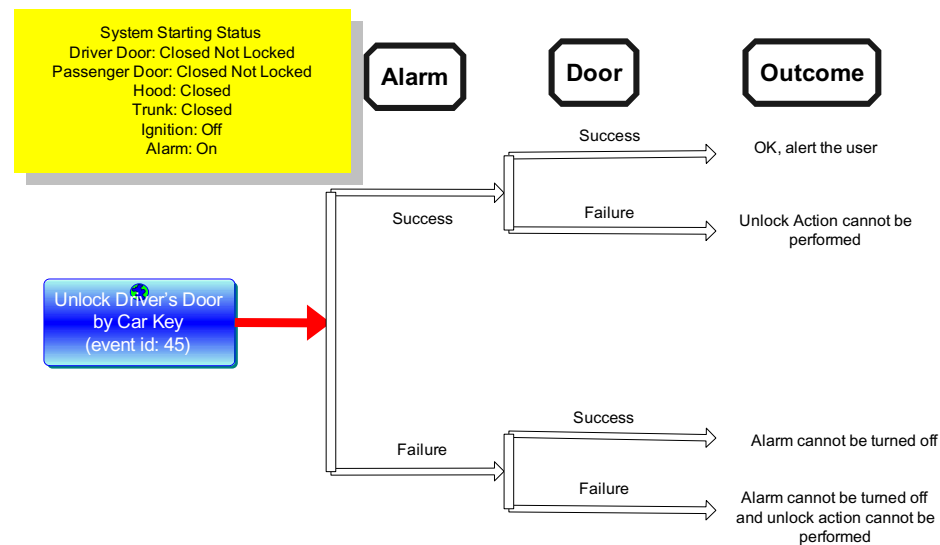 System Starting Status
Driver Door: Closed Not Locked
Passenger Door: Closed Not Locked
Hood: Closed
Trunk: Closed
Ignition: Off
Alarm: On
Alarm
Door
Outcome
Success
OK, alert the user
Success
Failure
Unlock Action cannot be
performed
Unlock Driver's Door
by Car Key
(event id: 45)
Success
Alarm cannot be turned off
Failure
Failure
Alarm cannot be turned off
and unlock action cannot be
performed